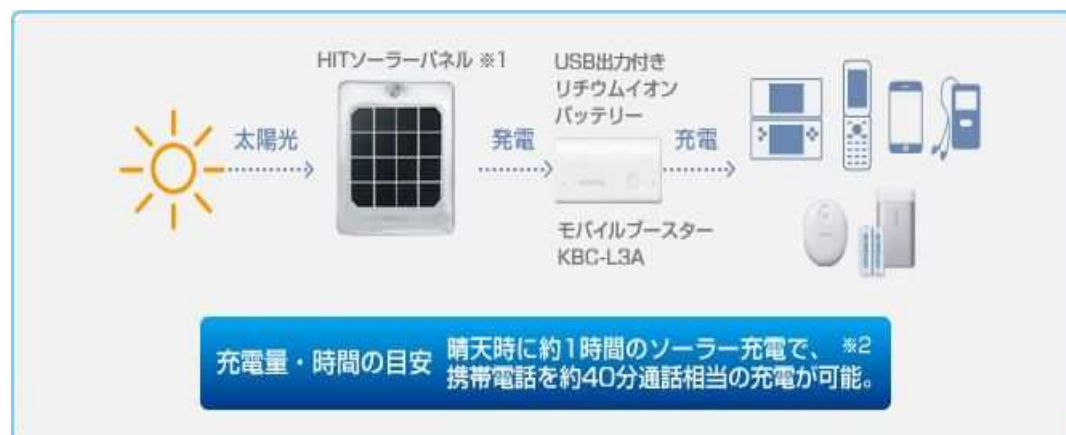 HITソーラーパネル ※1
USB出力付き
リチウムイオン
バッテリー
太陽光
発電
充電
モバイルブースター
KBC-L3A
充電量・時間の目安
晴天時に約1時間のソーラー充電で、 ※2
携帯電話を約40分通話相当の充電が可能。